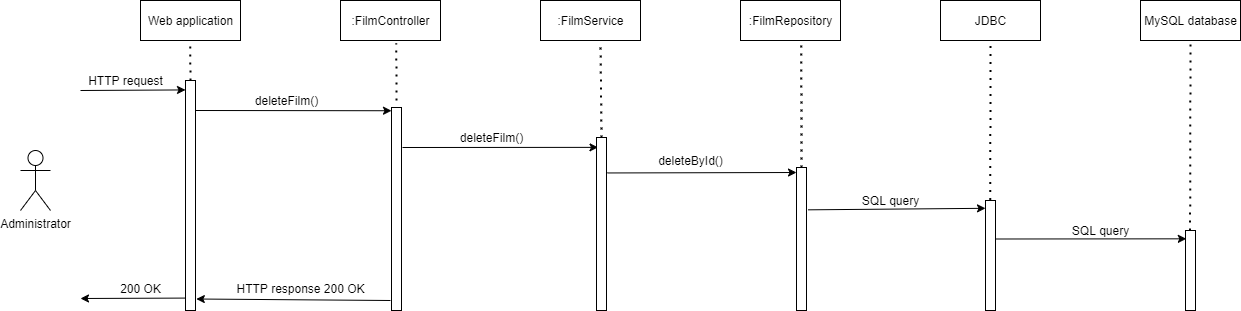 Web application
:FilmController
:FilmService
:FilmRepository
JDBC
MySQL database
HTTP request
deleteFilm()
deleteFilm()
deleteById()
SQL query
SQL query
Administrator
200 OK
HTTP response 200 OK